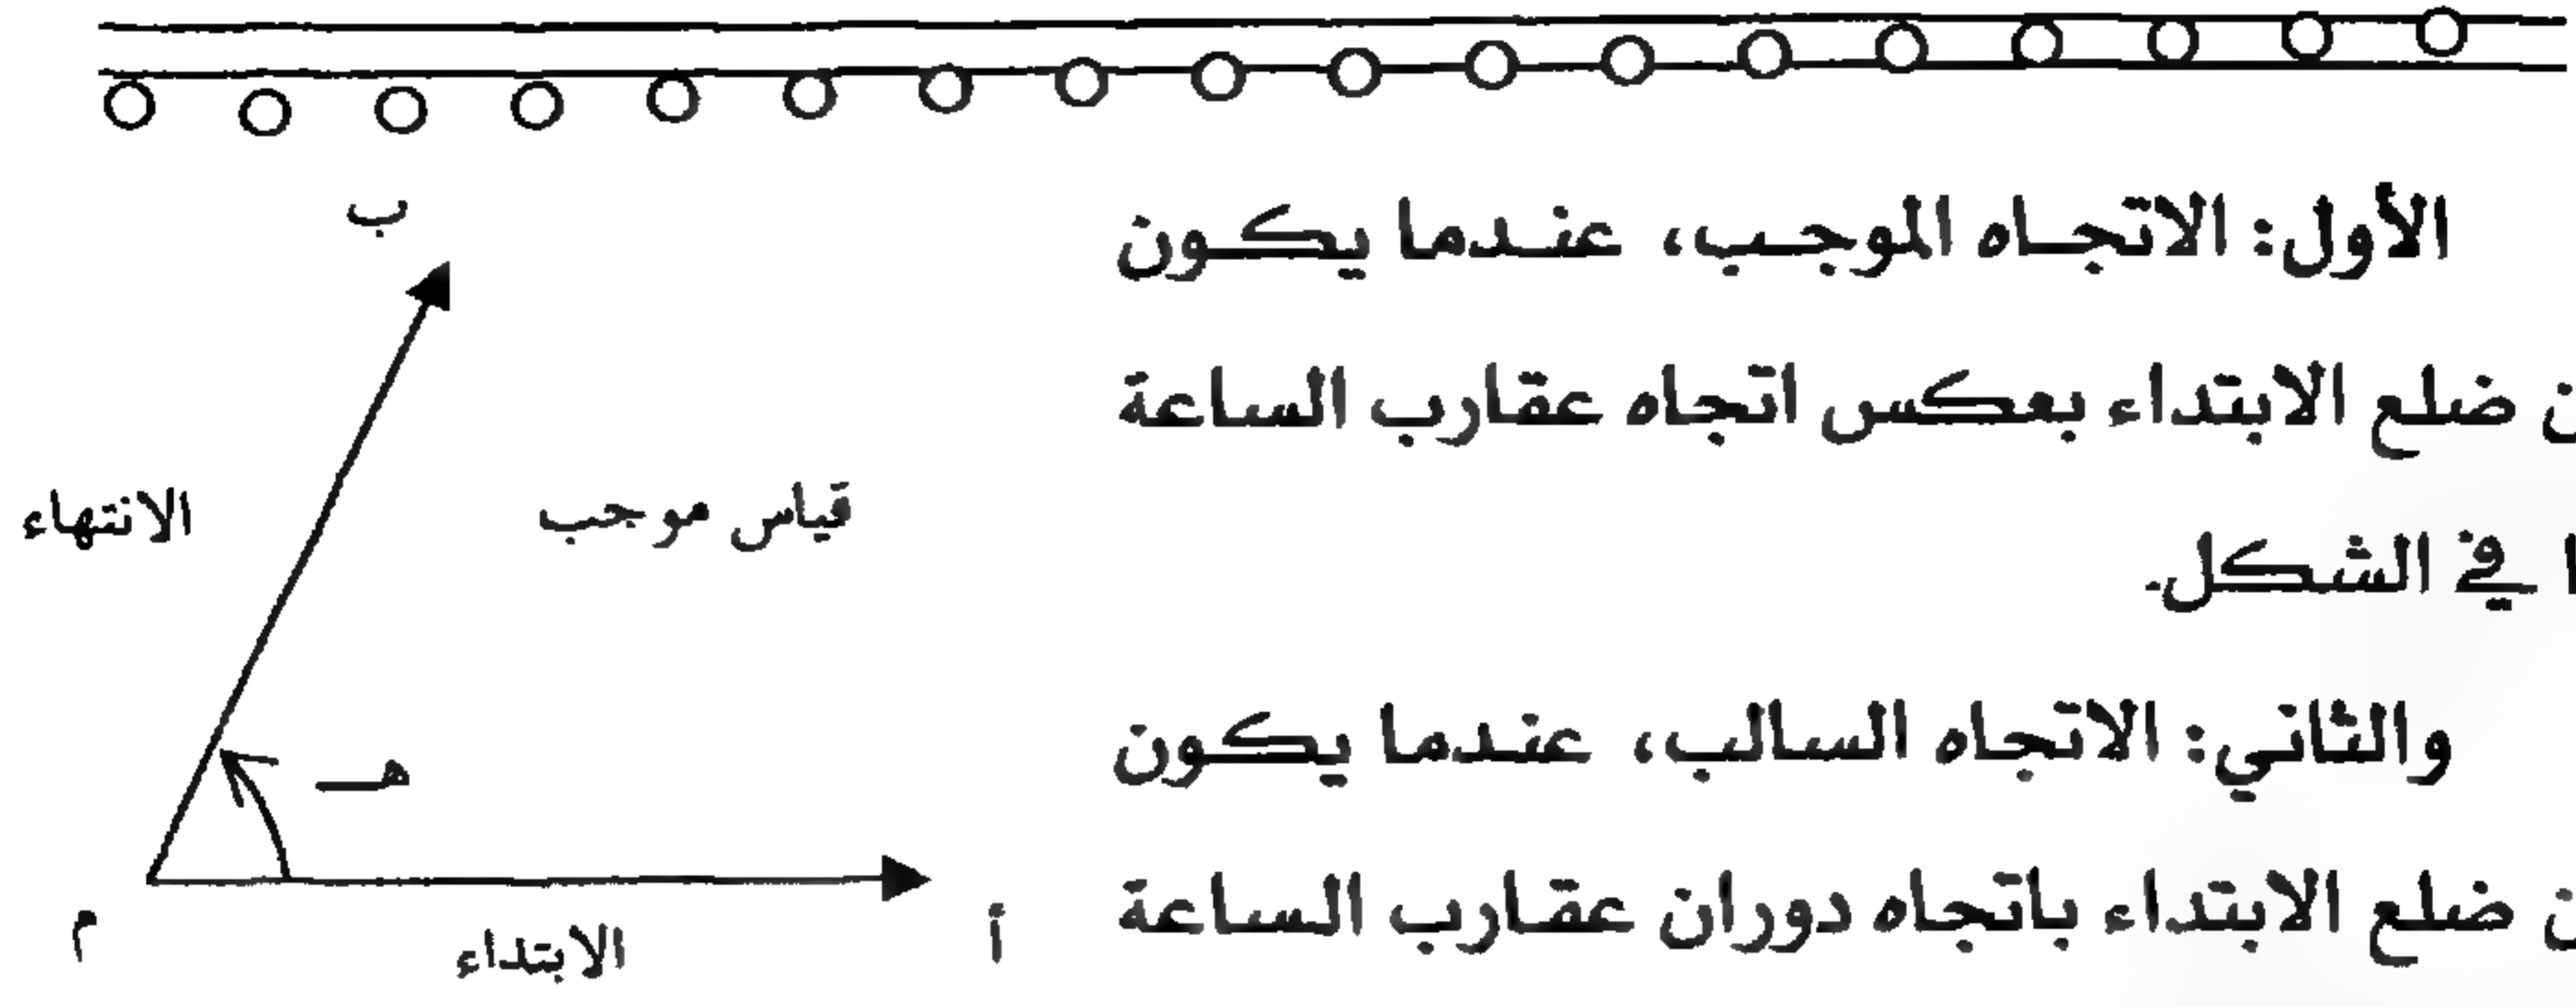 الأول: الاتجاه الموجب، عندما يكون
ضلع الابتداء بعكس اتجاه عقارب الساعة
في الشكل.
والثاني: الاتجاه السالب، عندما يكون
ضلع الابتداء باتجاه دوران عقارب الساعة
ب
الانتهاء
قياس موجب
هـ
م
الابتداء
أ